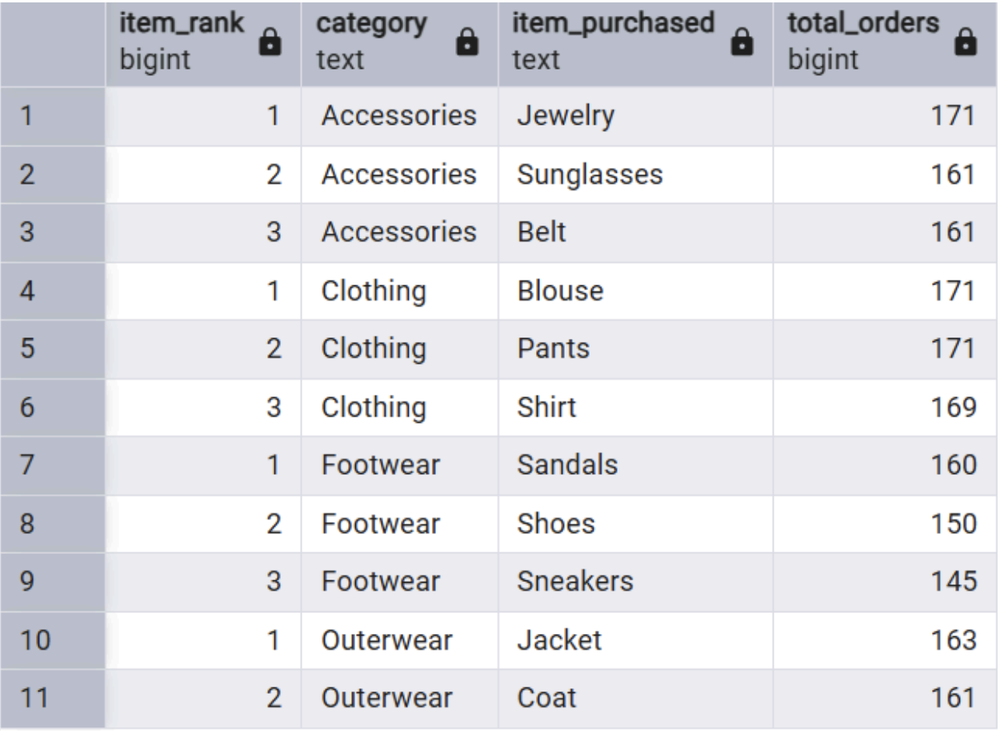 item_rank category item_purchased total_orders
bigint text text bigint
1 1 Accessories Jewelry 171
2 2 Accessories Sunglasses 161
3 3 Accessories Belt 161
4 1 Clothing Blouse 171
5 2 Clothing Pants 171
6 3 Clothing Shirt 169
7 1 Footwear Sandals 160
8 2 Footwear Shoes 150
9 3 Footwear Sneakers 145
10 1 Outerwear Jacket 163
11 2 Outerwear Coat 161